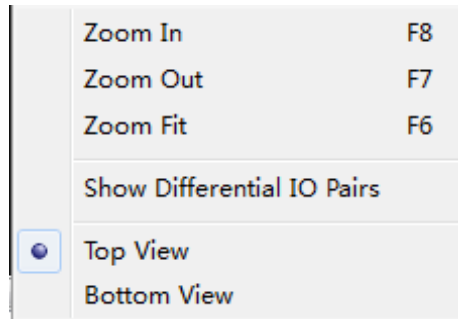 Zoom In F8
Zoom Out F7
Zoom Fit F6
Show Differential IO Pairs
Top View
Bottom View